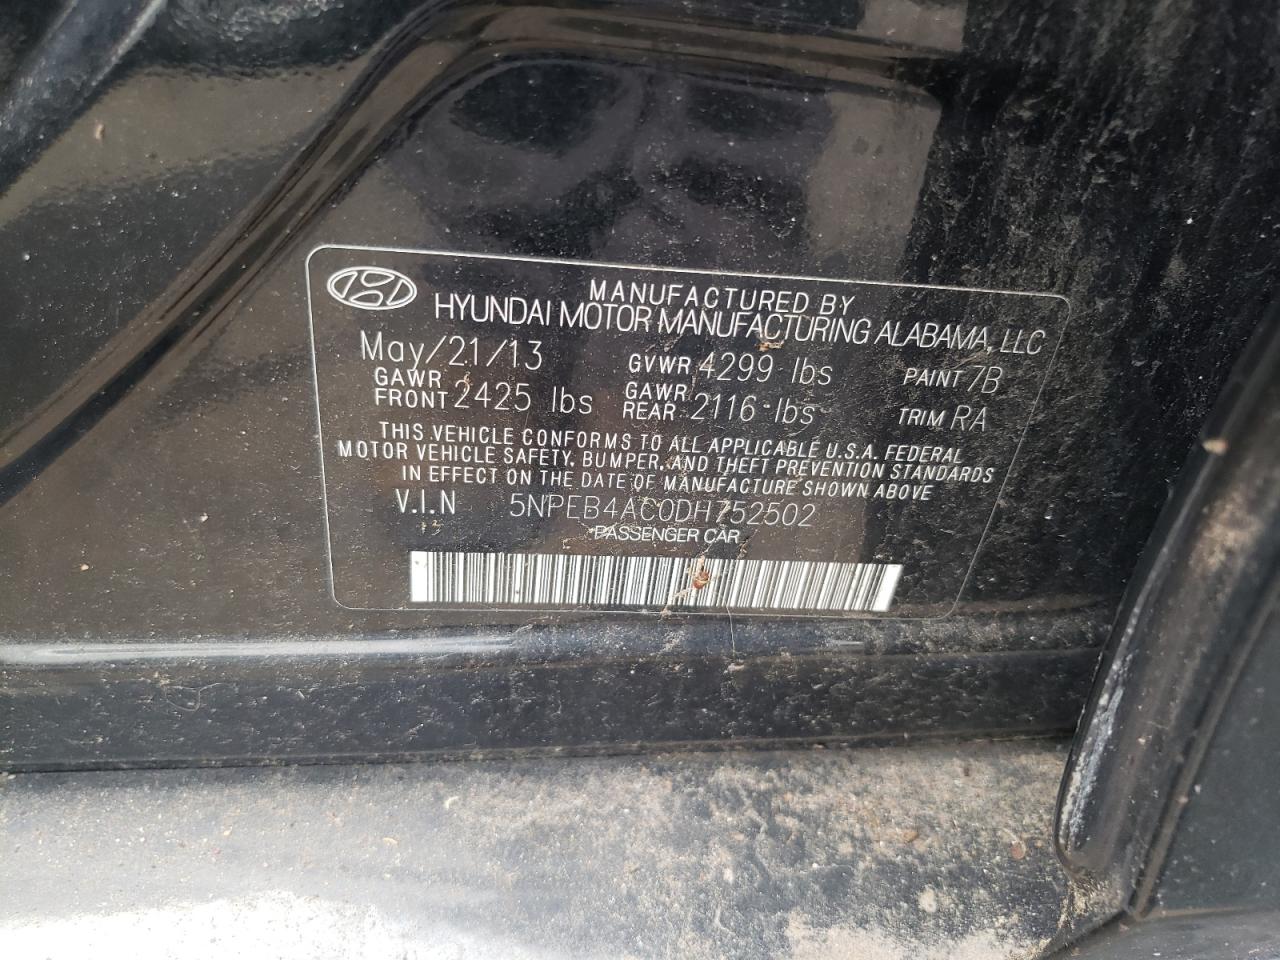 MANUFACTURED BY
HYUNDAI MOTOR MANUFACTURING ALABAMA, LLC
May/21/13 GVWR 4299 lbs PAINT 7B
GAWR FRONT 2425 lbs GAWR REAR 2116 lbs TRIM RA
THIS VEHICLE CONFORMS TO ALL APPLICABLE U.S.A. FEDERAL
MOTOR VEHICLE SAFETY, BUMPER, AND THEFT PREVENTION STANDARDS
IN EFFECT ON THE DATE OF MANUFACTURE SHOWN ABOVE
V.I.N 5NPEB4AC0DH752502
PASSENGER CAR